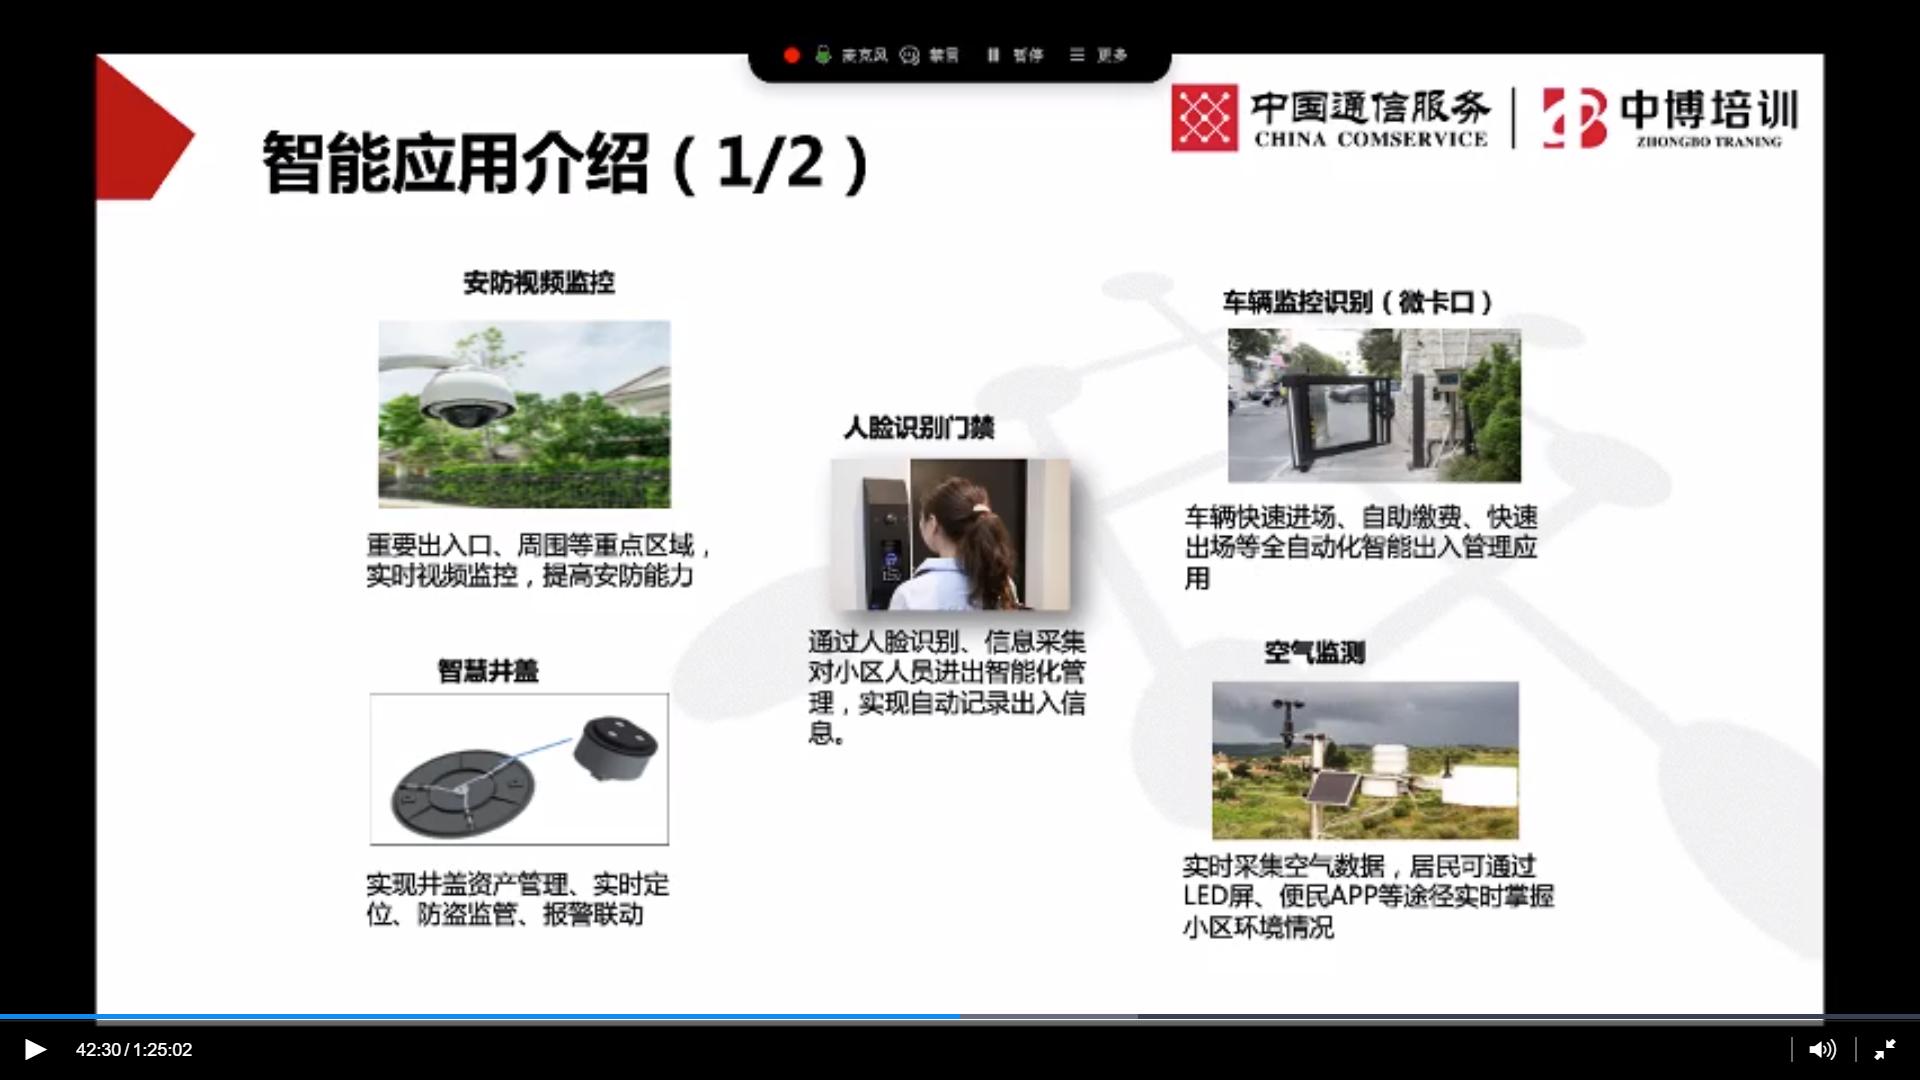 麦克风 禁言 暂停 更多
中国通信服务
CHINA COMSERVICE
中博培训
ZHONGBO TRANING
智能应用介绍（1/2）
安防视频监控
重要出入口、周围等重点区域，
实时视频监控，提高安防能力
智慧井盖
实现井盖资产管理、实时定
位、防盗监管、报警联动
人脸识别门禁
通过人脸识别、信息采集
对小区人员进出智能化管
理，实现自动记录出入信
息。
车辆监控识别（微卡口）
车辆快速进场、自助缴费、快速
出场等全自动化智能出入管理应
用
空气监测
实时采集空气数据，居民可通过
LED屏、便民APP等途径实时掌握
小区环境情况
42:30/1:25:02